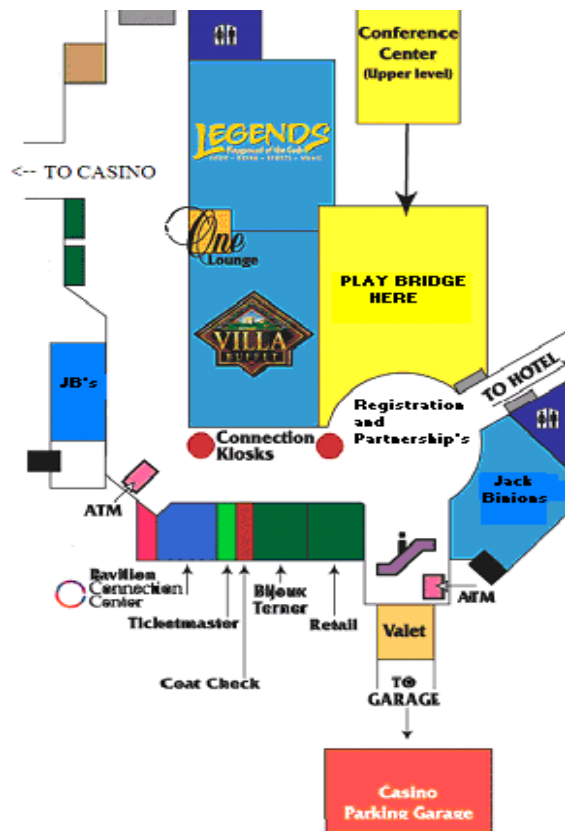 Conference
Center
(Upper level)
LEGENDS
<-- TO CASINO
One
Lounge
PLAY BRIDGE
HERE
VILLA
BUFFET
JB's
TO HOTEL
Registration
and
Partnership's
Connection
Kiosks
Jack
Binions
ATM
i
Pavilion
Connection
Center
Ticketmaster
Coat Check
Bijoux
Terner
Retail
ATM
Valet
TO
GARAGE
Casino
Parking Garage